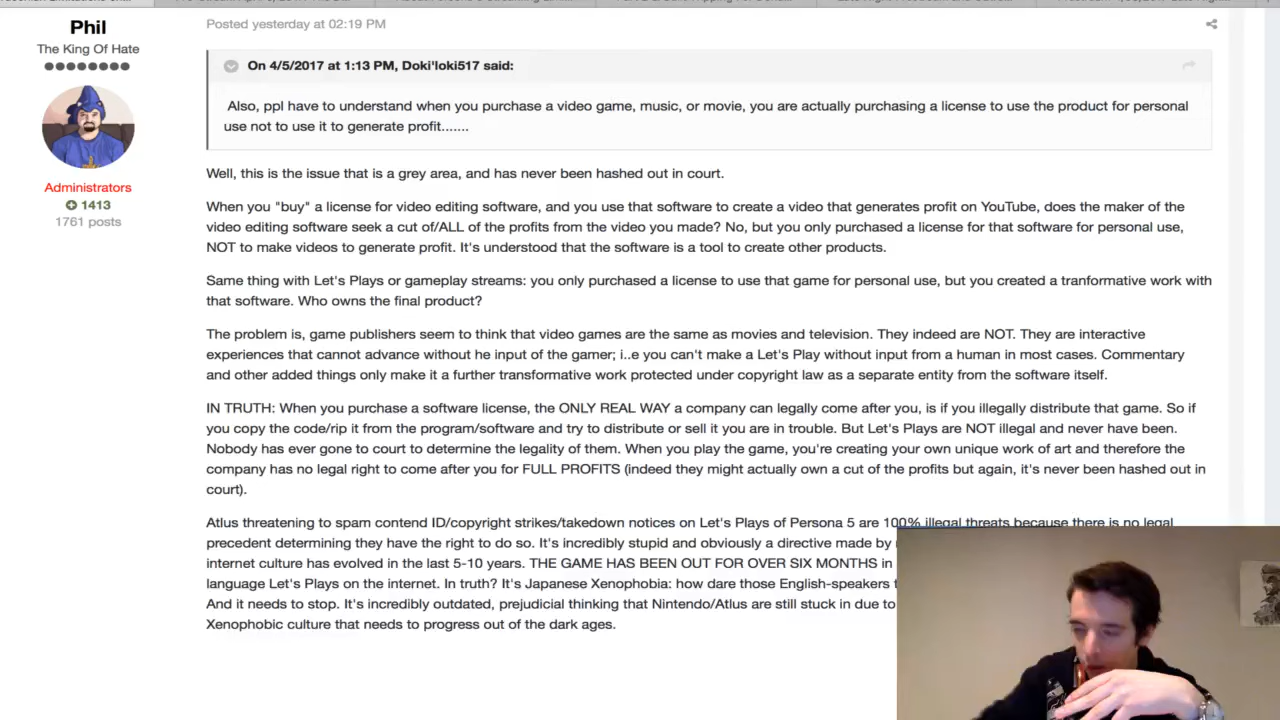 Phil
The King Of Hate
Administrators
1413
1761 posts
Posted yesterday at 02:19 PM
On 4/5/2017 at 1:13 PM, Doki'loki517 said:
Also, ppl have to understand when you purchase a video game, music, or movie, you are actually purchasing a license to use the product for personal
use not to use it to generate profit.......
Well, this is the issue that is a grey area, and has never been hashed out in court.
When you "buy" a license for video editing software, and you use that software to create a video that generates profit on YouTube, does the maker of the
video editing software seek a cut of/ALL of the profits from the video you made? No, but you only purchased a license for that software for personal use,
NOT to make videos to generate profit. It's understood that the software is a tool to create other products.
Same thing with Let's Plays or gameplay streams: you only purchased a license to use that game for personal use, but you created a tranformative work with
that software. Who owns the final product?
The problem is, game publishers seem to think that video games are the same as movies and television. They indeed are NOT. They are interactive
experiences that cannot advance without he input of the gamer; i..e you can't make a Let's Play without input from a human in most cases. Commentary
and other added things only make it a further transformative work protected under copyright law as a separate entity from the software itself.
IN TRUTH: When you purchase a software license, the ONLY REAL WAY a company can legally come after you, is if you illegally distribute that game. So if
you copy the code/rip it from the program/software and try to distribute or sell it you are in trouble. But Let's Plays are NOT illegal and never have been.
Nobody has ever gone to court to determine the legality of them. When you play the game, you're creating your own unique work of art and therefore the
company has no legal right to come after you for FULL PROFITS (indeed they might actually own a cut of the profits but again, it's never been hashed out in
court).
Atlus threatening to spam contend ID/copyright strikes/takedown notices on Let's Plays of Persona 5 are 100% illegal threats because there is no legal
precedent determining they have the right to do so. It's incredibly stupid and obviously a directive made by
internet culture has evolved in the last 5-10 years. THE GAME HAS BEEN OUT FOR OVER SIX MONTHS in
language Let's Plays on the internet. In truth? It's Japanese Xenophobia: how dare those English-speakers
And it needs to stop. It's incredibly outdated, prejudicial thinking that Nintendo/Atlus are still stuck in due to
Xenophobic culture that needs to progress out of the dark ages.